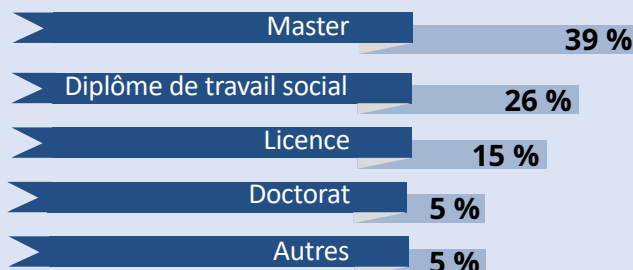 Master 39 %
Diplôme de travail social 26 %
Licence 15 %
Doctorat 5 %
Autres 5 %